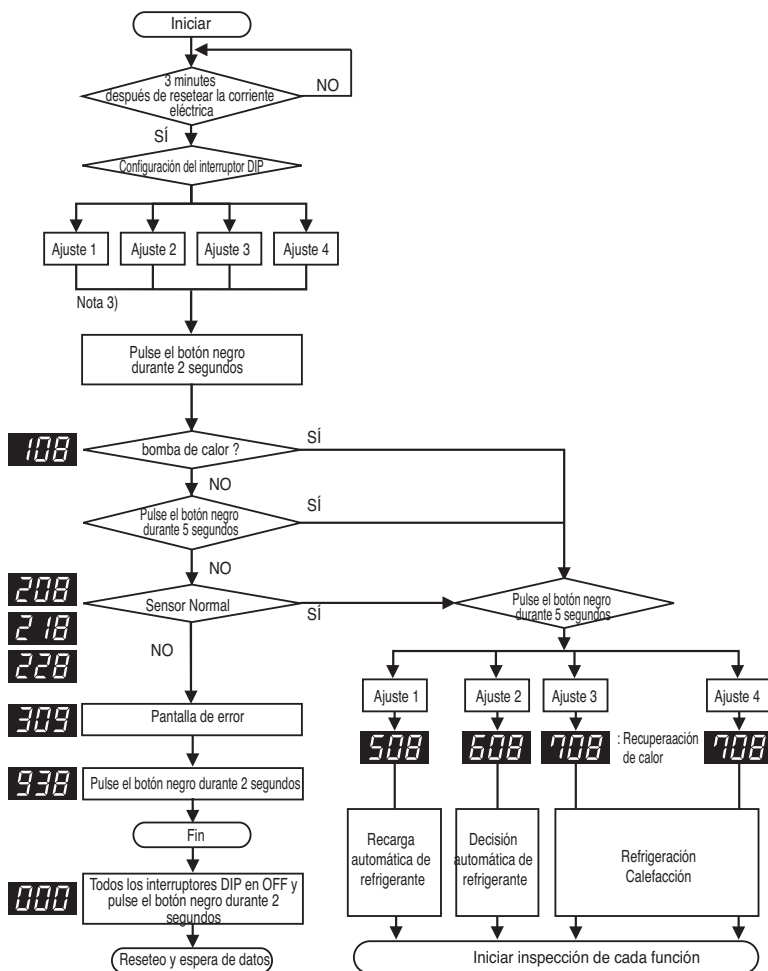 Iniciar
3 minutes
después de resetear la corriente
eléctrica
NO
SÍ
Configuración del interruptor DIP
Ajuste 1
Ajuste 2
Ajuste 3
Ajuste 4
Nota 3)
Pulse el botón negro
durante 2 segundos
108
bomba de calor ?
SÍ
NO
Pulse el botón negro
durante 5 segundos
SÍ
NO
208
218
228
Sensor Normal
SÍ
NO
Pulse el botón negro
durante 5 segundos
309
Pantalla de error
938
Pulse el botón negro durante 2 segundos
Fin
000
Todos los interruptores DIP en OFF y
pulse el botón negro durante 2
segundos
Reseteo y espera de datos
Ajuste 1
Ajuste 2
Ajuste 3
Ajuste 4
508
608
708
: Recuperaación
de calor
708
Recarga
automática de
refrigerante
Decisión
automática de
refrigerante
Refrigeración
Calefacción
Iniciar inspección de cada función